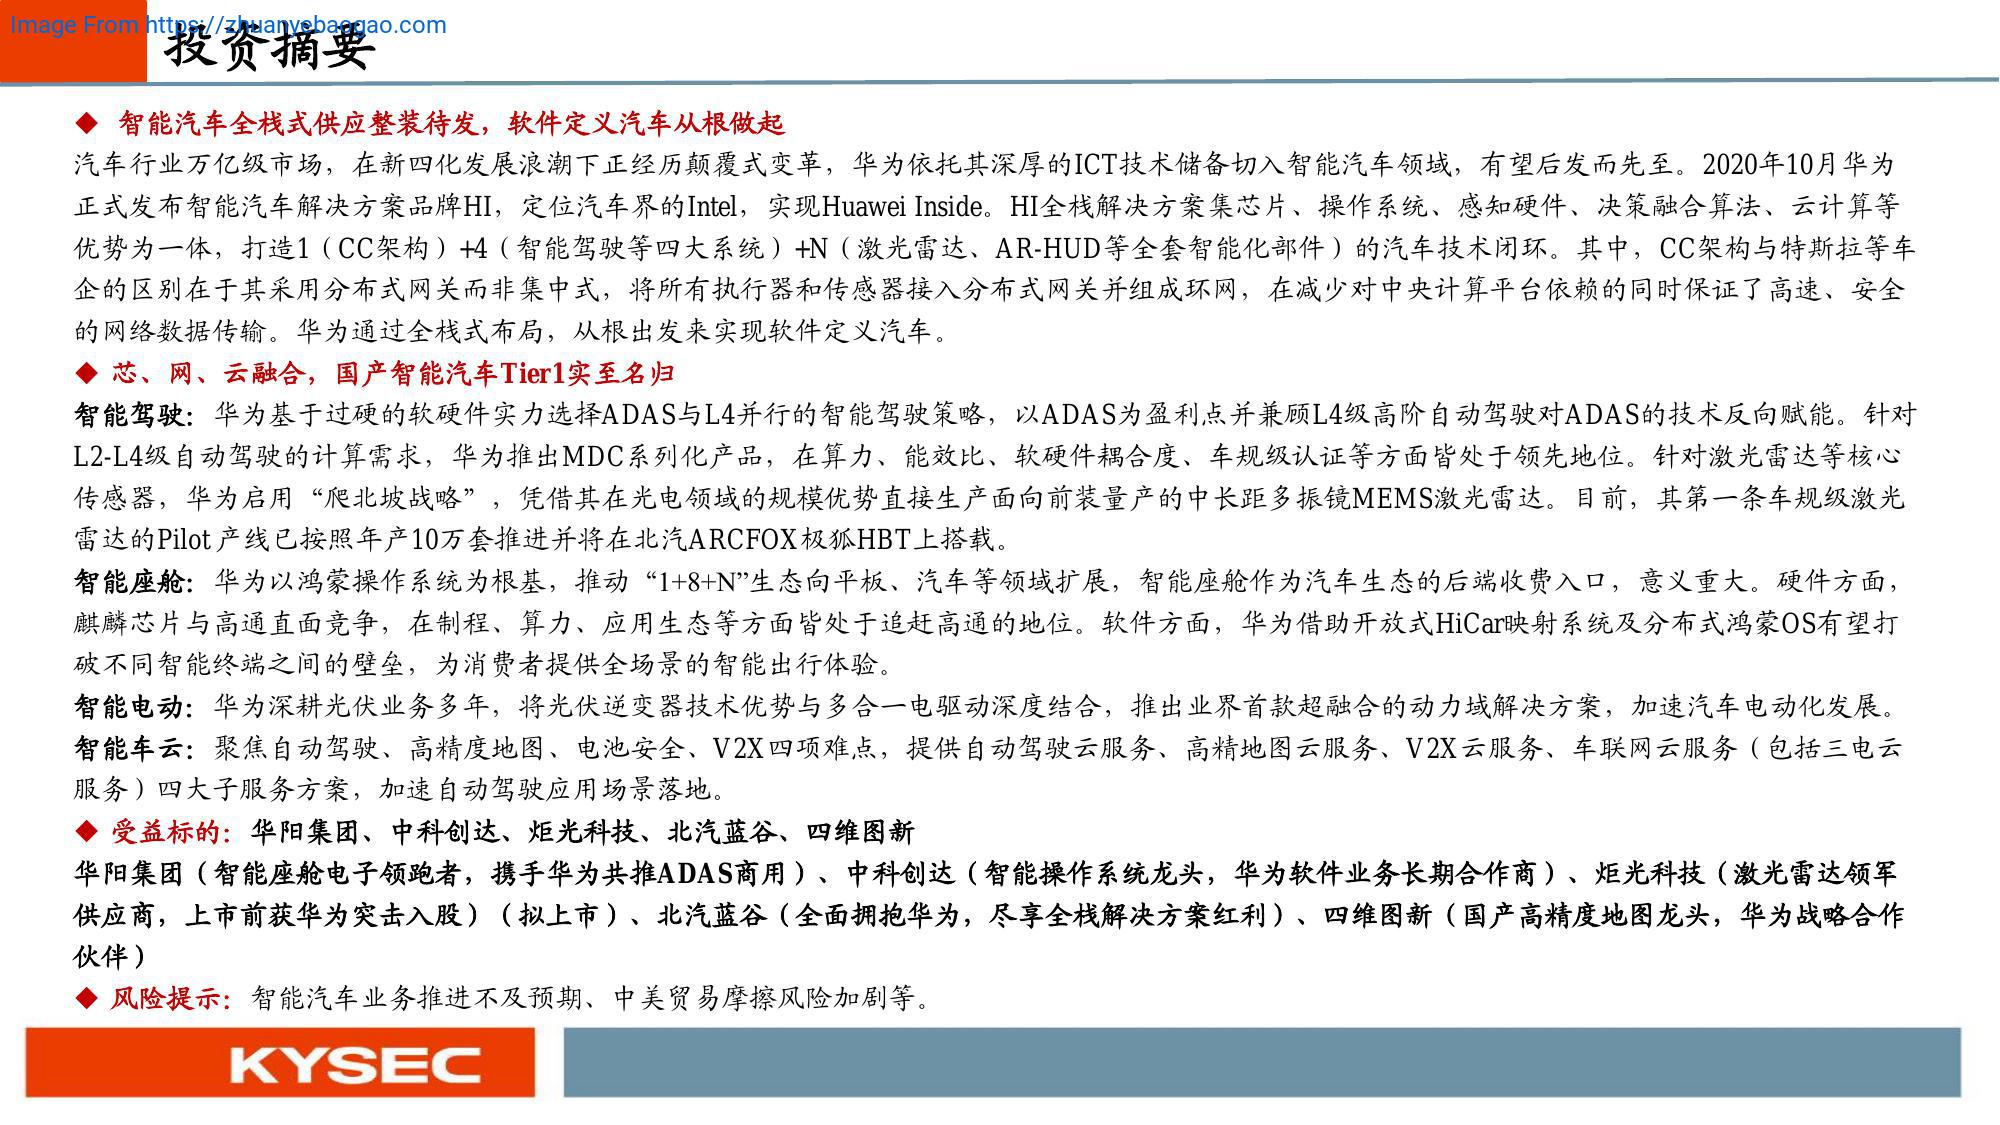 Image From https://zhuanyebaogao.com
投资摘要
◆ 智能汽车全栈式供应整装待发，软件定义汽车从根做起
汽车行业万亿级市场，在新四化发展浪潮下正经历颠覆式变革，华为依托其深厚的ICT技术储备切入智能汽车领域，有望后发而先至。2020年10月华为
正式发布智能汽车解决方案品牌HI，定位汽车界的Intel，实现Huawei Inside。HI全栈解决方案集芯片、操作系统、感知硬件、决策融合算法、云计算等
优势为一体，打造1（CC架构）+4（智能驾驶等四大系统）+N（激光雷达、AR-HUD等全套智能化部件）的汽车技术闭环。其中，CC架构与特斯拉等车
企的区别在于其采用分布式网关而非集中式，将所有执行器和传感器接入分布式网关并组成环网，在减少对中央计算平台依赖的同时保证了高速、安全
的网络数据传输。华为通过全栈式布局，从根出发来实现软件定义汽车。
◆ 芯、网、云融合，国产智能汽车Tier1实至名归
智能驾驶：华为基于过硬的软硬件实力选择ADAS与L4并行的智能驾驶策略，以ADAS为盈利点并兼顾L4级高阶自动驾驶对ADAS的技术反向赋能。针对
L2-L4级自动驾驶的计算需求，华为推出MDC系列化产品，在算力、能效比、软硬件耦合度、车规级认证等方面皆处于领先地位。针对激光雷达等核心
传感器，华为启用“爬北坡战略”，凭借其在光电领域的规模优势直接生产面向前装量产的中长距多振镜MEMS激光雷达。目前，其第一条车规级激光
雷达的Pilot产线已按照年产10万套推进并将在北汽ARCFOX极狐HBT上搭载。
智能座舱：华为以鸿蒙操作系统为根基，推动“1+8+N”生态向平板、汽车等领域扩展，智能座舱作为汽车生态的后端收费入口，意义重大。硬件方面，
麒麟芯片与高通直面竞争，在制程、算力、应用生态等方面皆处于追赶高通的地位。软件方面，华为借助开放式HiCar映射系统及分布式鸿蒙OS有望打
破不同智能终端之间的壁垒，为消费者提供全场景的智能出行体验。
智能电动：华为深耕光伏业务多年，将光伏逆变器技术优势与多合一电驱动深度结合，推出业界首款超融合的动力域解决方案，加速汽车电动化发展。
智能车云：聚焦自动驾驶、高精度地图、电池安全、V2X四项难点，提供自动驾驶云服务、高精地图云服务、V2X云服务、车联网云服务（包括三电云
服务）四大子服务方案，加速自动驾驶应用场景落地。
◆ 受益标的：华阳集团、中科创达、炬光科技、北汽蓝谷、四维图新
华阳集团（智能座舱电子领跑者，携手华为共推ADAS商用）、中科创达（智能操作系统龙头，华为软件业务长期合作商）、炬光科技（激光雷达领军
供应商，上市前获华为突击入股）（拟上市）、北汽蓝谷（全面拥抱华为，尽享全栈解决方案红利）、四维图新（国产高精度地图龙头，华为战略合作
伙伴）
◆ 风险提示：智能汽车业务推进不及预期、中美贸易摩擦风险加剧等。
KYSEC